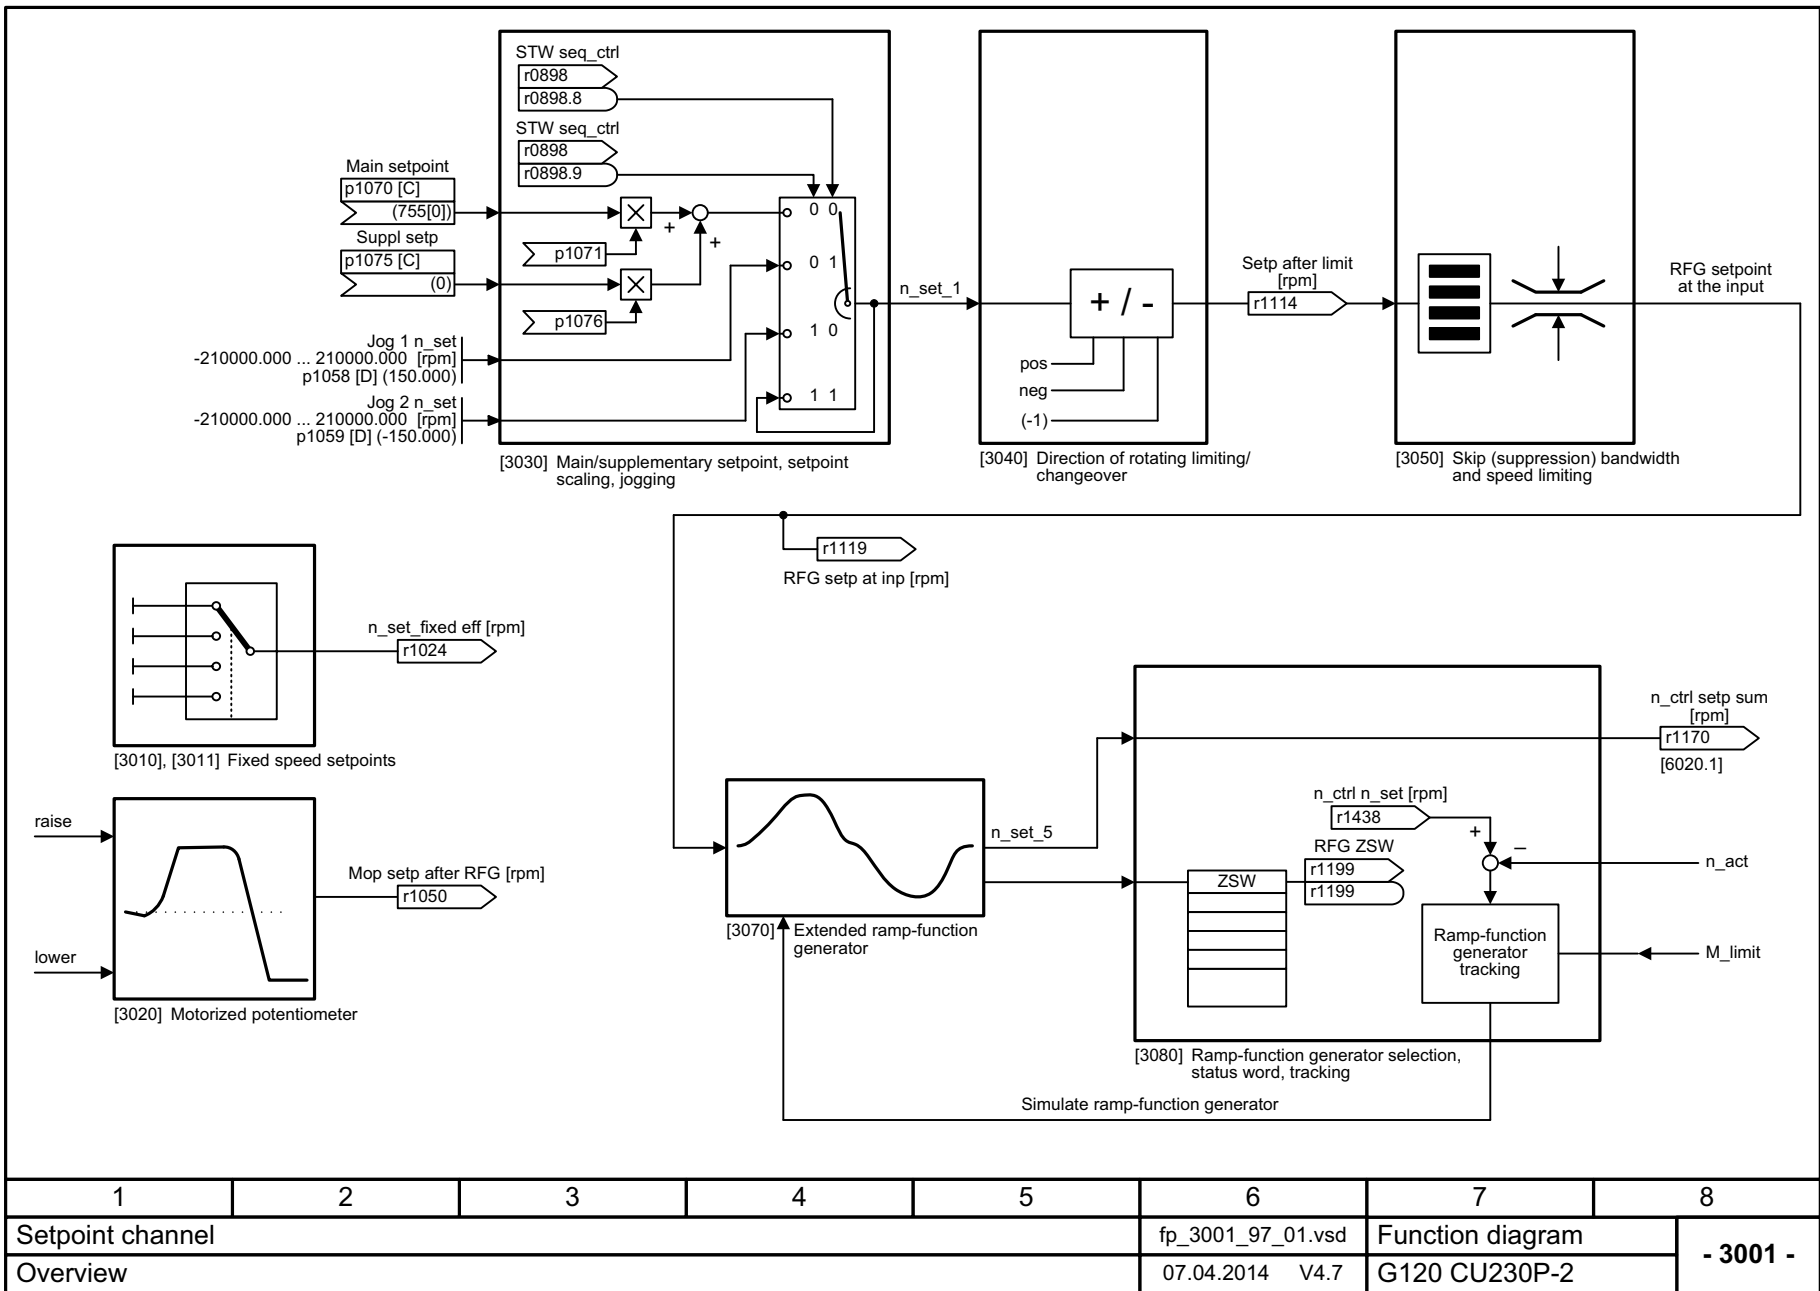 STW seq_ctrl
r0898
r0898.8
STW seq_ctrl
r0898
r0898.9
Main setpoint
p1070 [C]
(755[0])
Suppl setp
p1075 [C]
(0)
p1071
p1076
+
+
0 0
0 1
1 0
1 1
Jog 1 n_set
-210000.000 ... 210000.000 [rpm]
p1058 [D] (150.000)
Jog 2 n_set
-210000.000 ... 210000.000 [rpm]
p1059 [D] (-150.000)
[3030] Main/supplementary setpoint, setpoint
scaling, jogging
n_set_1
+ / -
pos
neg
(-1)
[3040] Direction of rotating limiting/
changeover
Setp after limit
[rpm]
r1114
[3050] Skip (suppression) bandwidth
and speed limiting
RFG setpoint
at the input
r1119
RFG setp at inp [rpm]
n_set_fixed eff [rpm]
r1024
[3010], [3011] Fixed speed setpoints
raise
lower
Mop setp after RFG [rpm]
r1050
[3020] Motorized potentiometer
n_set_5
[3070] Extended ramp-function
generator
n_ctrl setp sum
[rpm]
r1170
[6020.1]
n_ctrl n_set [rpm]
r1438
+
–
RFG ZSW
r1199
r1199
ZSW
n_act
Ramp-function
generator
tracking
M_limit
[3080] Ramp-function generator selection,
status word, tracking
Simulate ramp-function generator
1 2 3 4 5 6 7 8
Setpoint channel
fp_3001_97_01.vsd
Function diagram
- 3001 -
Overview
07.04.2014 V4.7
G120 CU230P-2